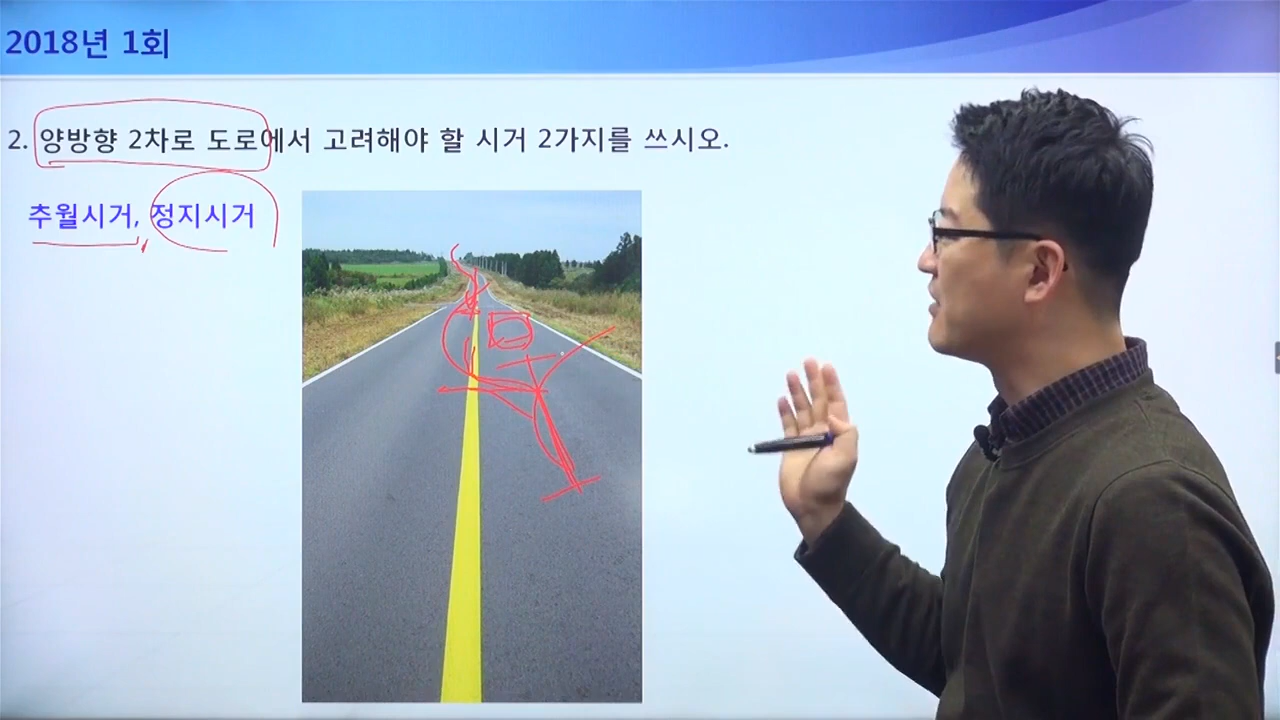 2018년 1회
2. 양방향 2차로 도로에서 고려해야 할 시거 2가지를 쓰시오.
추월시거, 정지시거